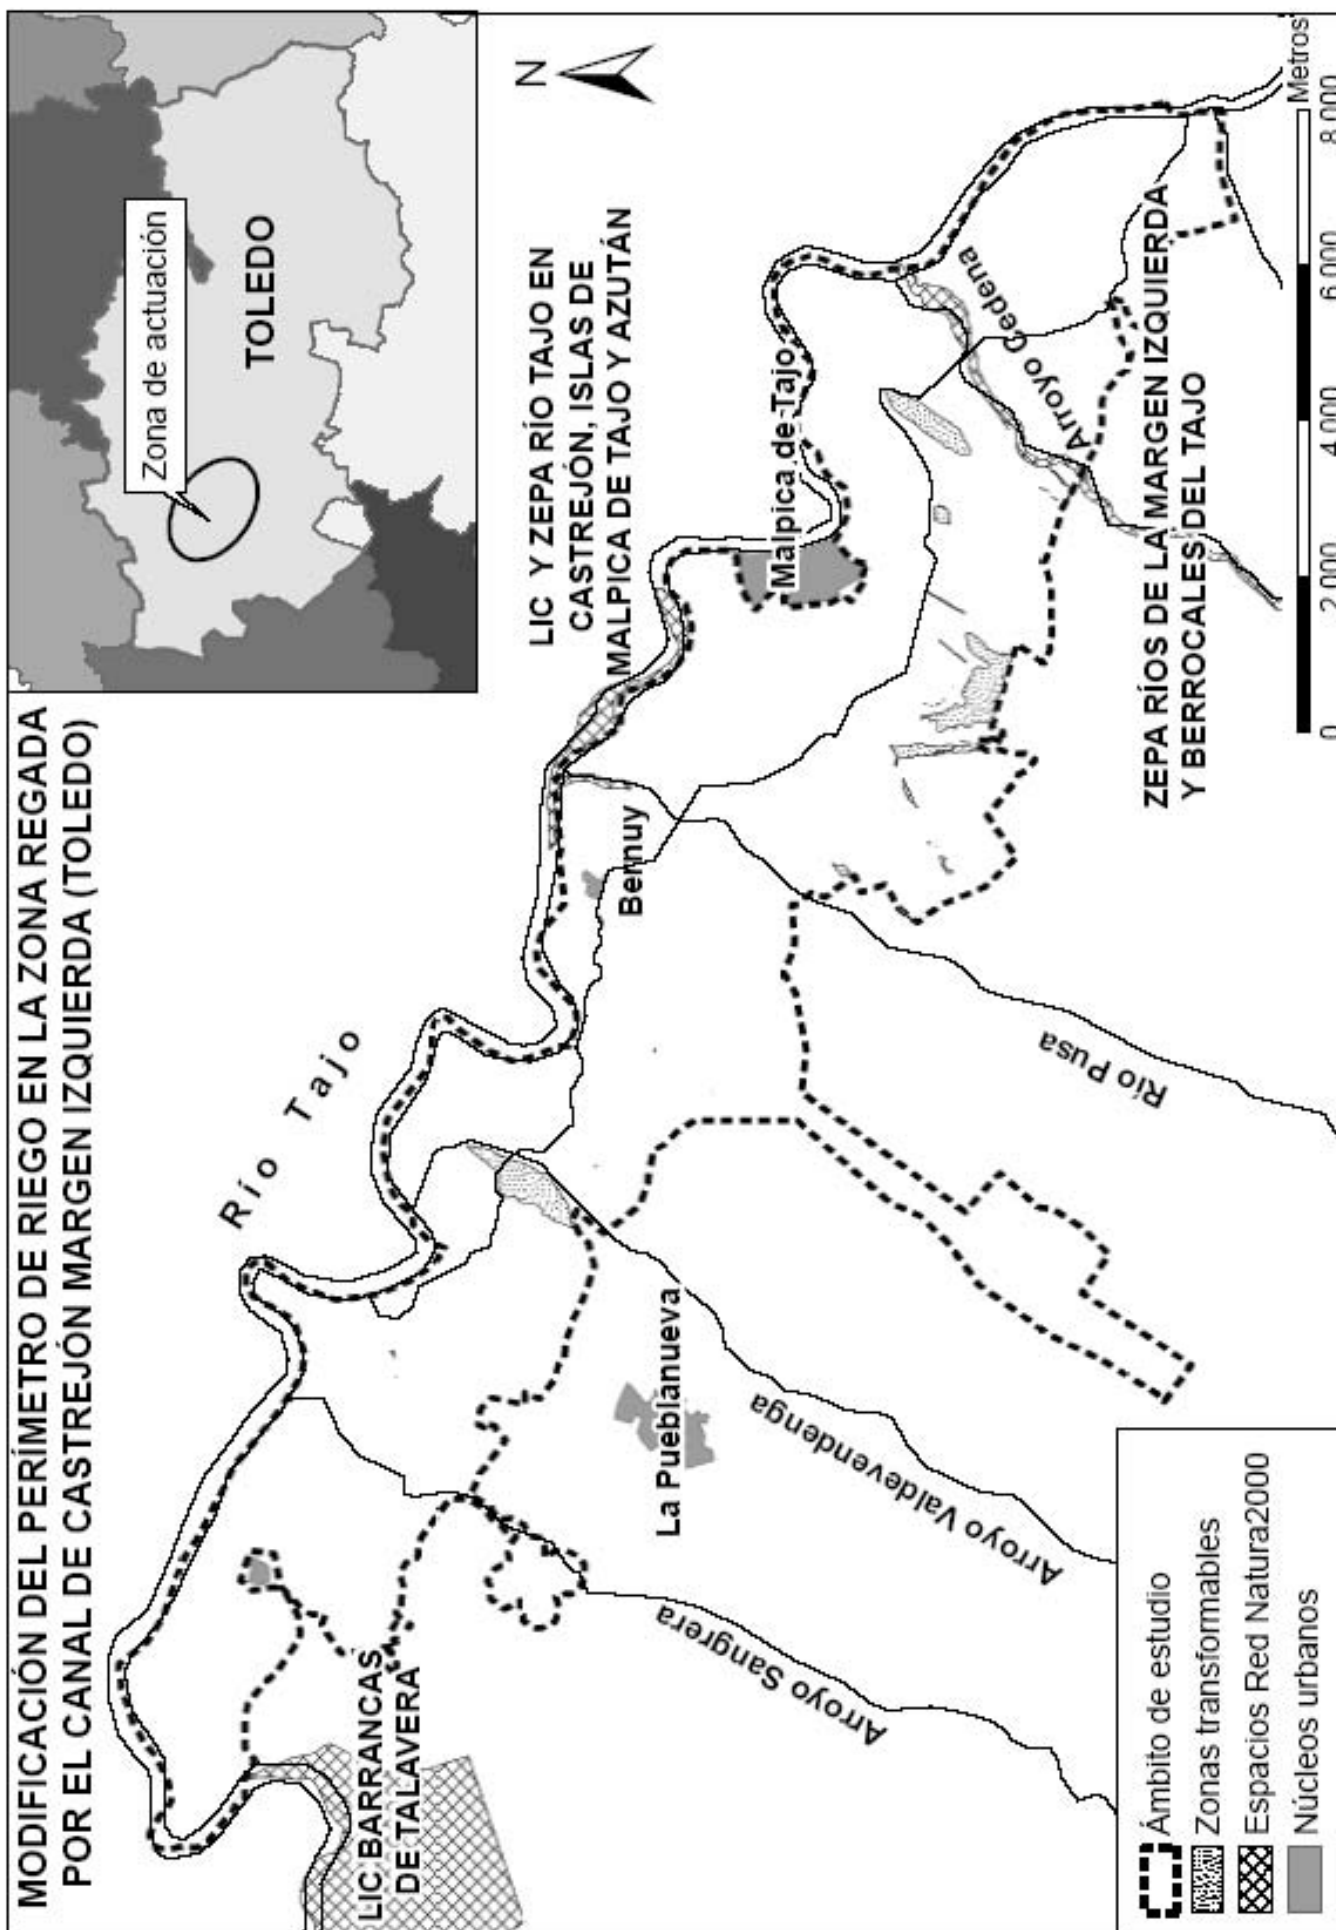 MODIFICACIÓN DEL PERÍMETRO DE RIEGO EN LA ZONA REGADA
POR EL CANAL DE CASTREJÓN MARGEN IZQUIERDA (TOLEDO)
Zona de actuación
TOLEDO
N
Río Tajo
LIC Y ZEPA RÍO TAJO EN
CASTREJÓN, ISLAS DE
MALPICA DE TAJO Y AZUTÁN
LIC BARRANCAS
DE TALAVERA
Bernuy
Malpica de Tajo
La Pueblanueva
Arroyo Sangrera
Arroyo Valdevendenga
Río Pusa
Arroyo Cedena
ZEPA RÍOS DE LA MARGEN IZQUIERDA
Y BERROCALES DEL TAJO
Ámbito de estudio
Zonas transformables
Espacios Red Natura2000
Núcleos urbanos
0 2.000 4.000 6.000 8.000
Metros